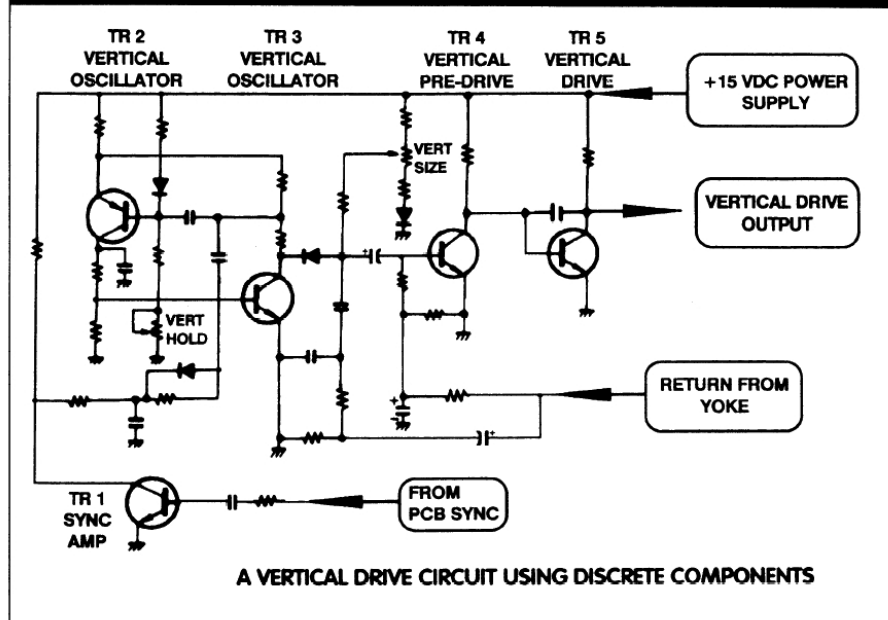 TR 2
VERTICAL
OSCILLATOR
TR 3
VERTICAL
OSCILLATOR
TR 4
VERTICAL
PRE-DRIVE
TR 5
VERTICAL
DRIVE
+15 VDC POWER
SUPPLY
VERT
SIZE
VERTICAL DRIVE
OUTPUT
VERT
HOLD
RETURN FROM
YOKE
TR 1
SYNC
AMP
FROM
PCB SYNC
A VERTICAL DRIVE CIRCUIT USING DISCRETE COMPONENTS